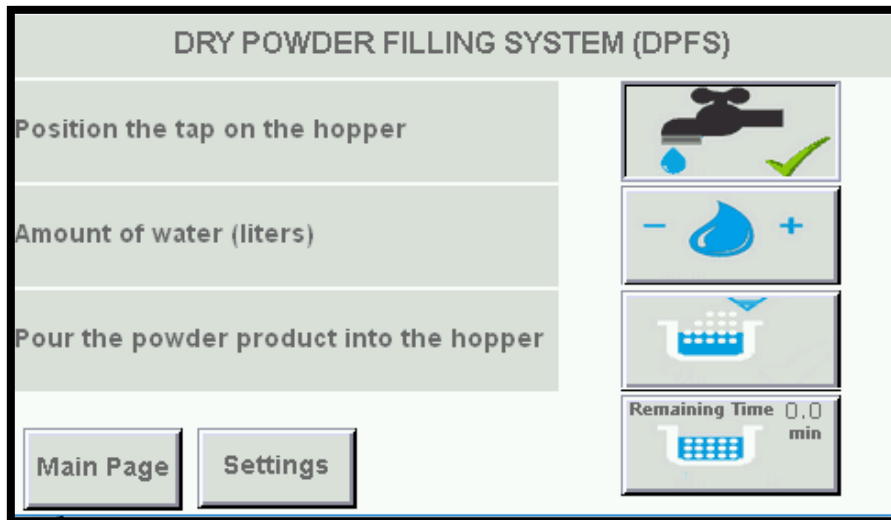 DRY POWDER FILLING SYSTEM (DPFS)
Position the tap on the hopper
Amount of water (liters)
- +
Pour the powder product into the hopper
Remaining Time 0.0
min
Main Page
Settings